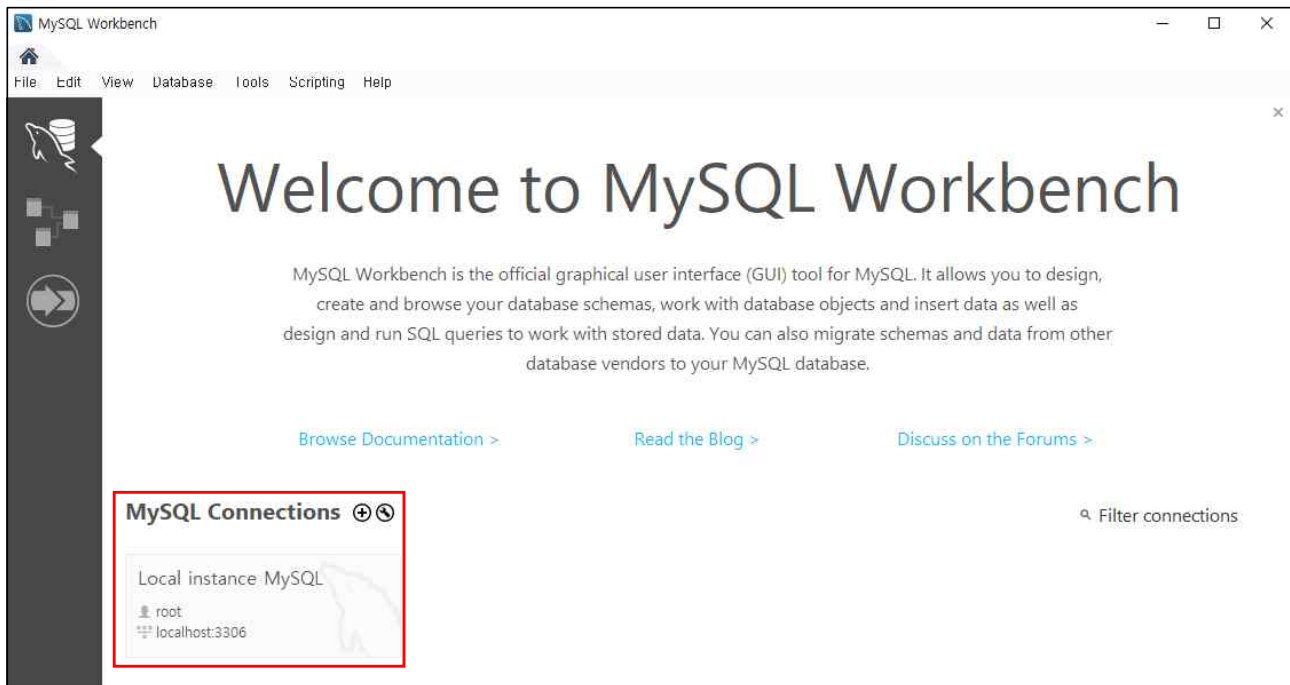 MySQL Workbench
File Edit View Database Tools Scripting Help
Welcome to MySQL Workbench
MySQL Workbench is the official graphical user interface (GUI) tool for MySQL. It allows you to design,
create and browse your database schemas, work with database objects and insert data as well as
design and run SQL queries to work with stored data. You can also migrate schemas and data from other
database vendors to your MySQL database.
Browse Documentation > Read the Blog > Discuss on the Forums >
MySQL Connections Filter connections
Local instance MySQL
root
localhost:3306